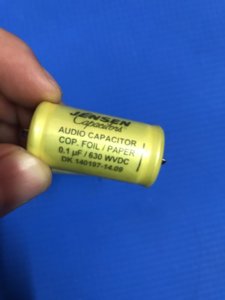 JENSEN
Capacitors
AUDIO CAPACITOR
COP. FOIL / PAPER
0.1 µF / 630 WVDC
DK 140197-14.09